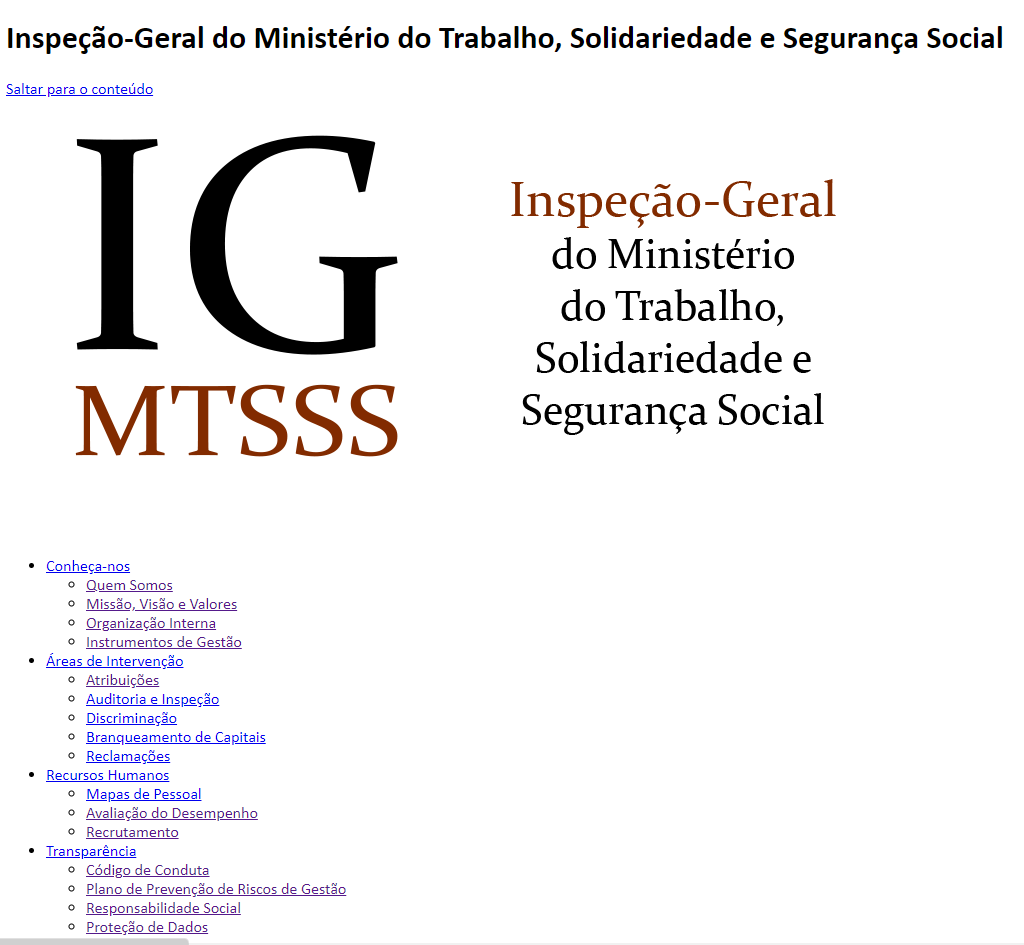 Inspeção-Geral do Ministério do Trabalho, Solidariedade e Segurança Social
Saltar para o conteúdo
IG
MTSSS
Inspeção-Geral
do Ministério
do Trabalho,
Solidariedade e
Segurança Social
Conheça-nos
Quem Somos
Missão, Visão e Valores
Organização Interna
Instrumentos de Gestão
Áreas de Intervenção
Atribuições
Auditoria e Inspeção
Discriminação
Branqueamento de Capitais
Reclamações
Recursos Humanos
Mapas de Pessoal
Avaliação do Desempenho
Recrutamento
Transparência
Código de Conduta
Plano de Prevenção de Riscos de Gestão
Responsabilidade Social
Proteção de Dados